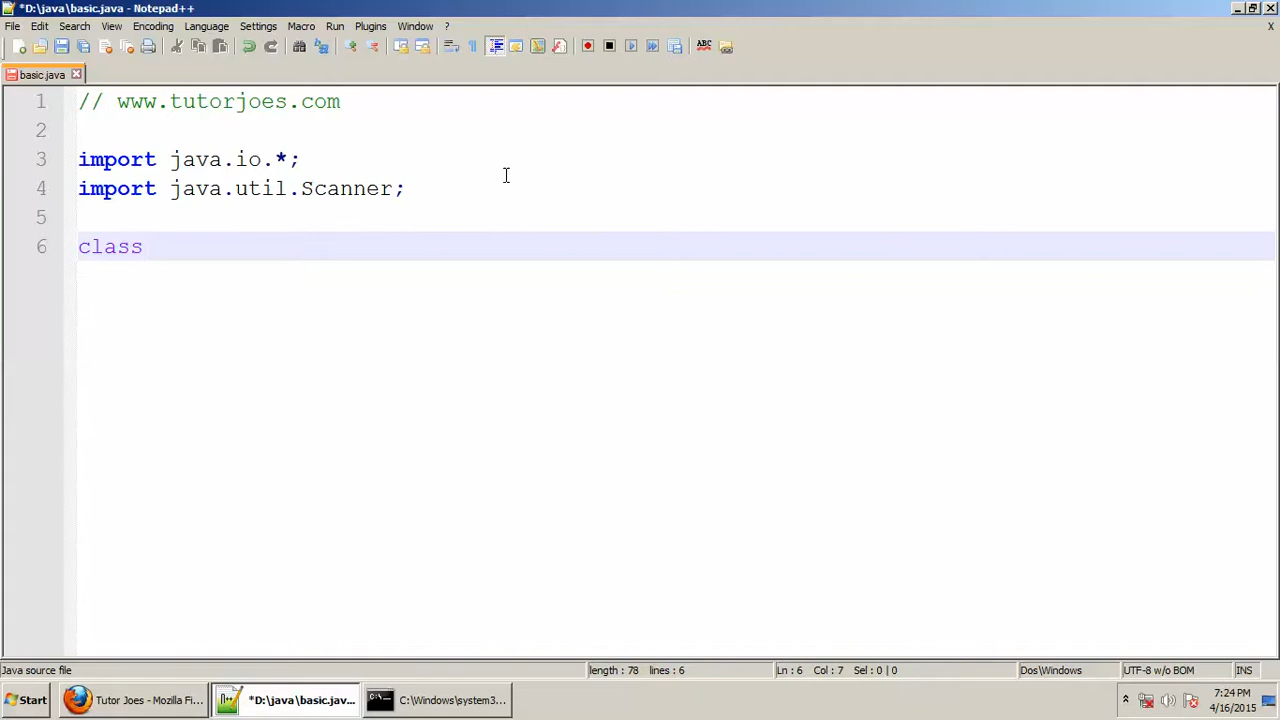 *D:\java\basic.java - Notepad++
File Edit Search View Encoding Language Settings Macro Run Plugins Window ? X
ABC
basic.java
1 // www.tutorjoes.com
2
3 import java.io.*;
4 import java.util.Scanner;
5
6 class
Java source file length : 78 lines : 6 Ln : 6 Col : 7 Sel : 0 | 0 Dos\Windows UTF-8 w/o BOM INS
Start Tutor Joes - Mozilla Fi... *D:\java\basic.jav... C:\Windows\system3... 7:24 PM
4/16/2015